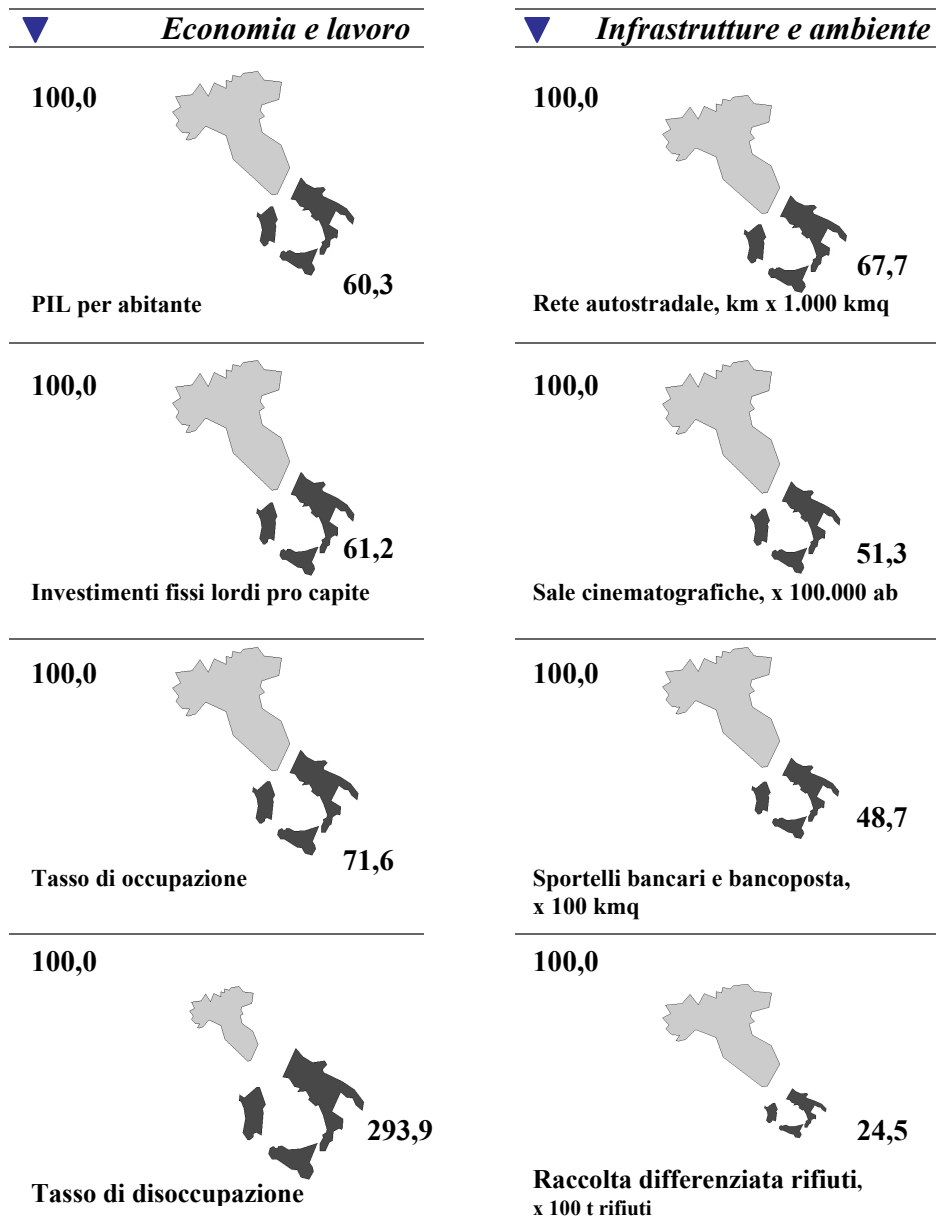 Economia e lavoro
100,0
60,3
PIL per abitante
100,0
61,2
Investimenti fissi lordi pro capite
100,0
71,6
Tasso di occupazione
100,0
293,9
Tasso di disoccupazione
Infrastrutture e ambiente
100,0
67,7
Rete autostradale, km x 1.000 kmq
100,0
51,3
Sale cinematografiche, x 100.000 ab
100,0
48,7
Sportelli bancari e bancoposta,
x 100 kmq
100,0
24,5
Raccolta differenziata rifiuti,
x 100 t rifiuti